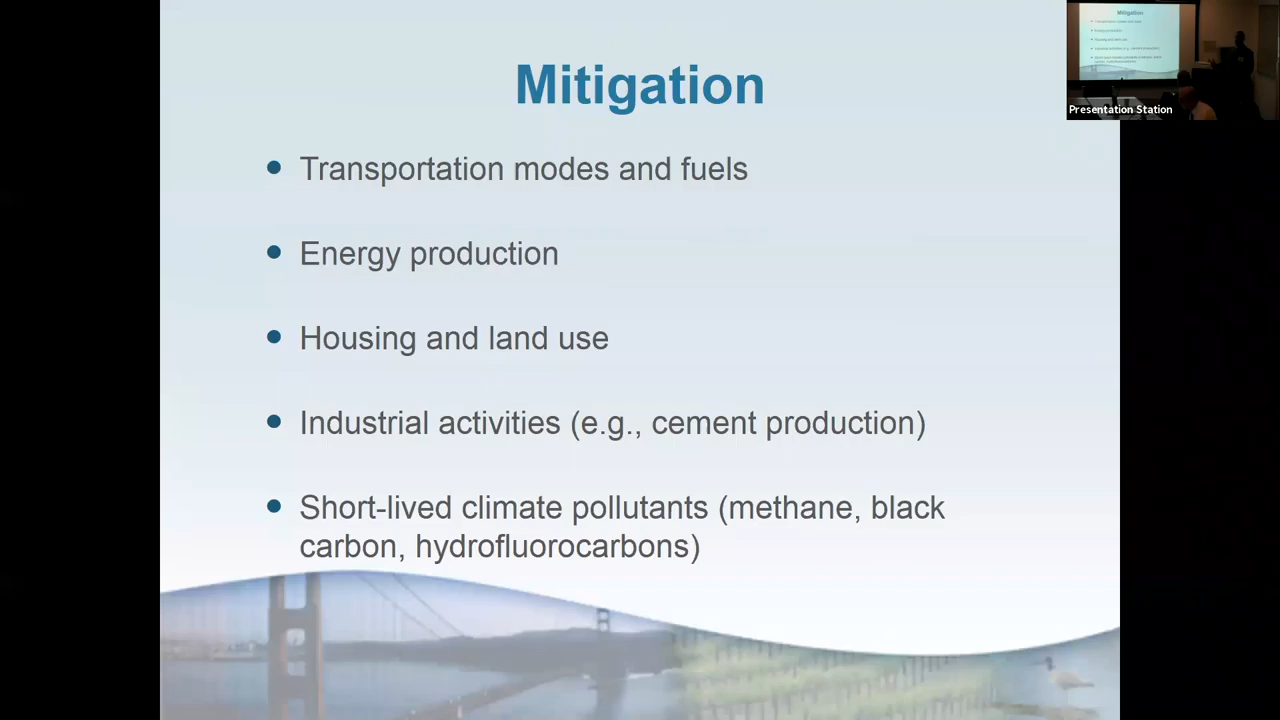 Mitigation
Transportation modes and fuels
Energy production
Housing and land use
Industrial activities (e.g., cement production)
Short-lived climate pollutants (methane, black
carbon, hydrofluorocarbons)
Mitigation
Presentation Station